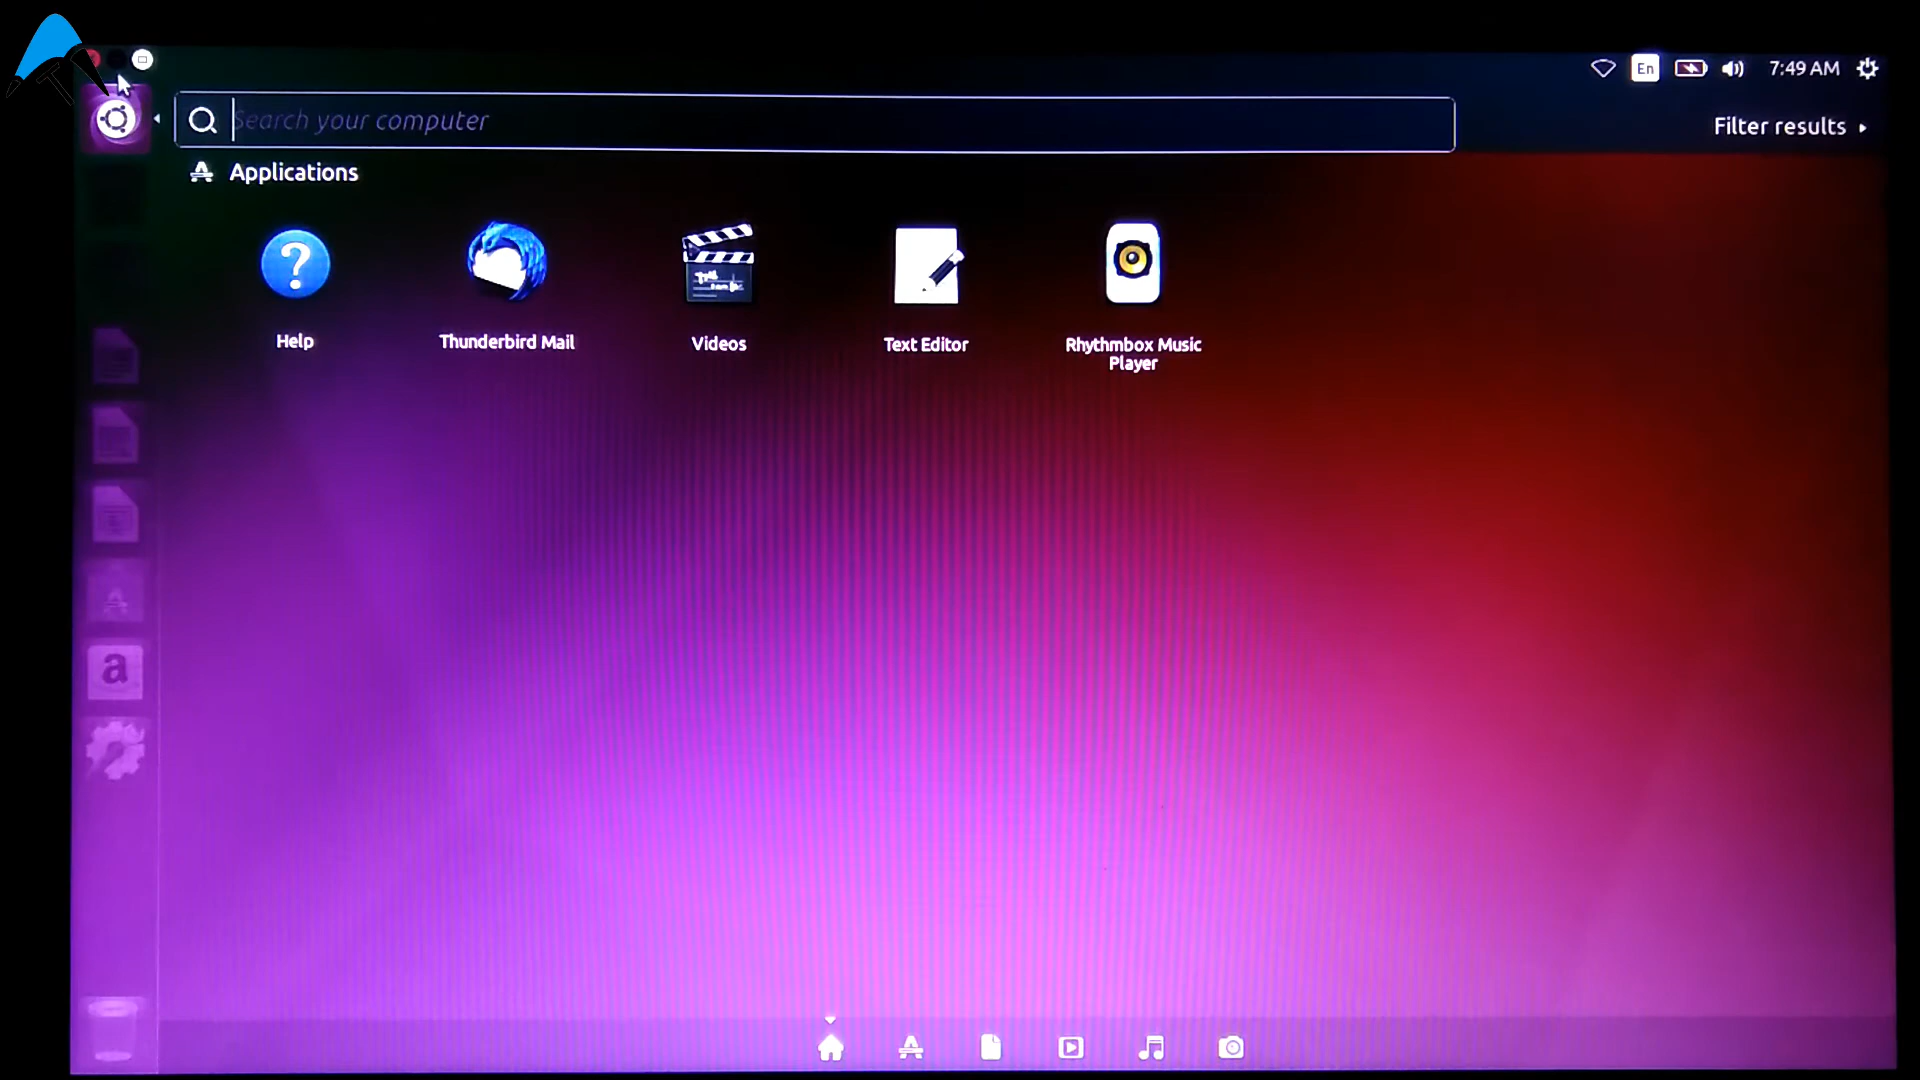 En
7:49 AM
Search your computer
Filter results
Applications
Help
Thunderbird Mail
Videos
Text Editor
Rhythmbox Music
Player
a